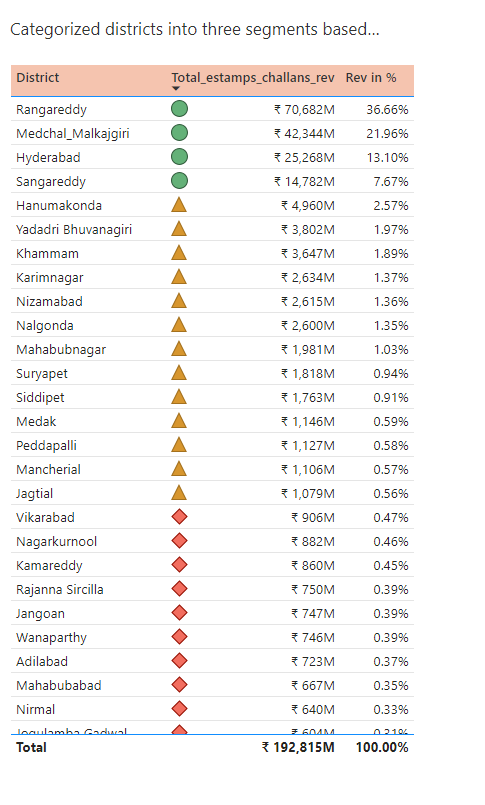 Categorized districts into three segments based...
District Total_estamps_challans_rev Rev in %
Rangareddy ₹ 70,682M 36.66%
Medchal_Malkajgiri ₹ 42,344M 21.96%
Hyderabad ₹ 25,268M 13.10%
Sangareddy ₹ 14,782M 7.67%
Hanumakonda ₹ 4,960M 2.57%
Yadadri Bhuvanagiri ₹ 3,802M 1.97%
Khammam ₹ 3,647M 1.89%
Karimnagar ₹ 2,634M 1.37%
Nizamabad ₹ 2,615M 1.36%
Nalgonda ₹ 2,600M 1.35%
Mahabubnagar ₹ 1,981M 1.03%
Suryapet ₹ 1,818M 0.94%
Siddipet ₹ 1,763M 0.91%
Medak ₹ 1,146M 0.59%
Peddapalli ₹ 1,127M 0.58%
Mancherial ₹ 1,106M 0.57%
Jagtial ₹ 1,079M 0.56%
Vikarabad ₹ 906M 0.47%
Nagarkurnool ₹ 882M 0.46%
Kamareddy ₹ 860M 0.45%
Rajanna Sircilla ₹ 750M 0.39%
Jangoan ₹ 747M 0.39%
Wanaparthy ₹ 746M 0.39%
Adilabad ₹ 723M 0.37%
Mahabubabad ₹ 667M 0.35%
Nirmal ₹ 640M 0.33%
Jogulamba Gadwal ₹ 604M 0.31%
Total ₹ 192,815M 100.00%